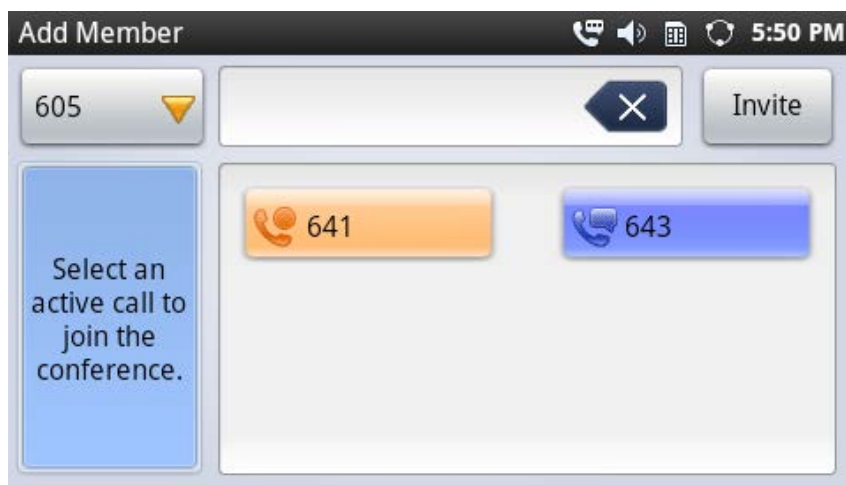 Add Member
5:50 PM
605
Invite
Select an
active call to
join the
conference.
641
643